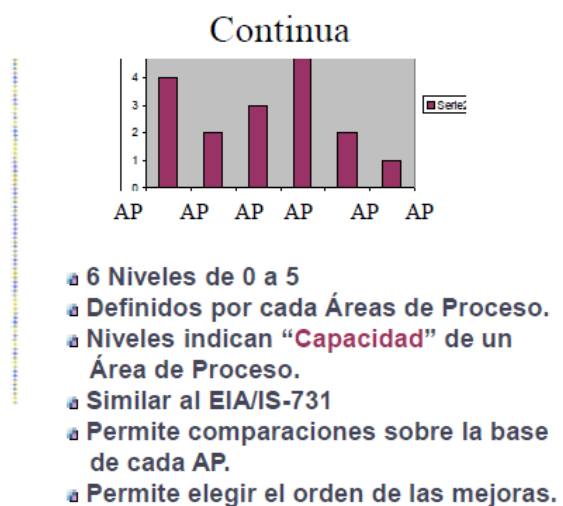 Continua
4
3
2
1
0
Serie2
AP AP AP AP AP AP
6 Niveles de 0 a 5
Definidos por cada Áreas de Proceso.
Niveles indican “Capacidad” de un
Área de Proceso.
Similar al EIA/IS-731
Permite comparaciones sobre la base
de cada AP.
Permite elegir el orden de las mejoras.